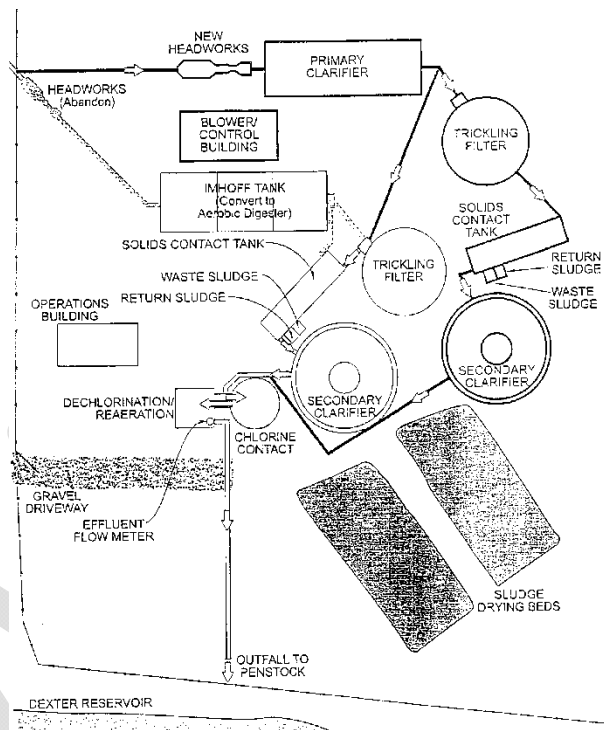 NEW
HEADWORKS
PRIMARY
CLARIFIER
HEADWORKS
(Abandon)
BLOWER/
CONTROL
BUILDING
TRICKLING
FILTER
IMHOFF TANK
(Convert to
Aerobic Digester)
SOLIDS
CONTACT
TANK
SOLIDS CONTACT TANK
RETURN
SLUDGE
WASTE
SLUDGE
TRICKLING
FILTER
WASTE SLUDGE
RETURN SLUDGE
OPERATIONS
BUILDING
SECONDARY
CLARIFIER
SECONDARY
CLARIFIER
DECHLORINATION/
REAERATION
CHLORINE
CONTACT
GRAVEL
DRIVEWAY
EFFLUENT
FLOW METER
SLUDGE
DRYING BEDS
OUTFALL TO
PENSTOCK
DEXTER RESERVOIR